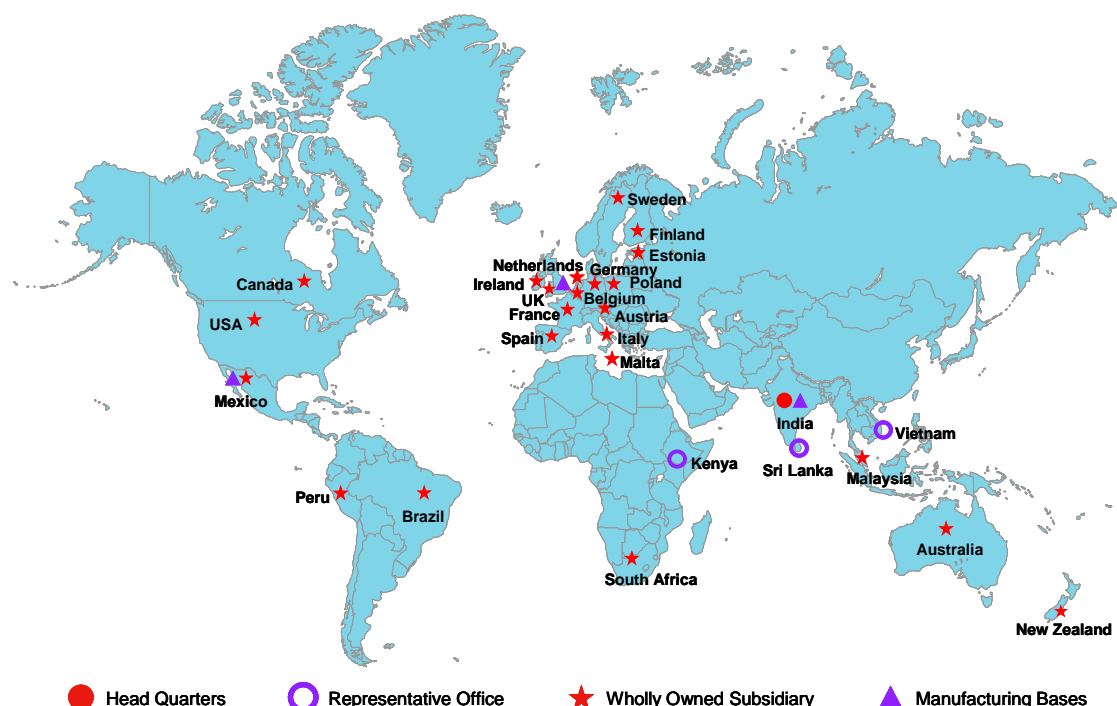 Sweden
Finland
Estonia
Netherlands
Germany
Ireland
Poland
Canada
UK
Belgium
France
Austria
USA
Spain
Italy
Malta
Mexico
India
Vietnam
Kenya
Sri Lanka
Malaysia
Peru
Brazil
Australia
South Africa
New Zealand
Head Quarters
Representative Office
Wholly Owned Subsidiary
Manufacturing Bases